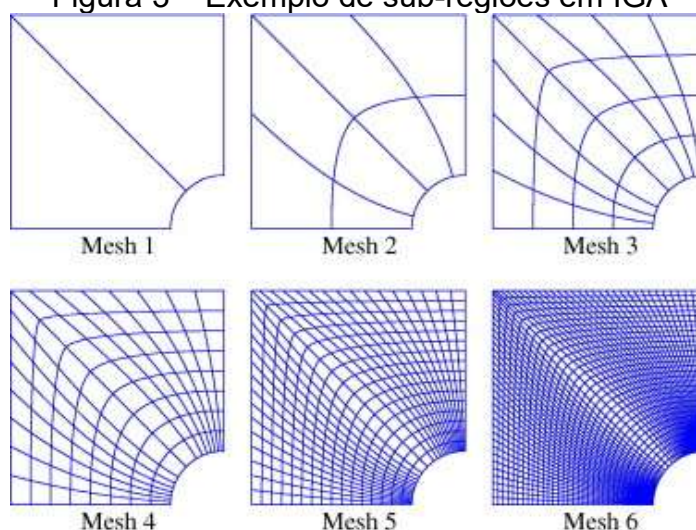 Figura 5 – Exemplo de sub-regiões em IGA
Mesh 1
Mesh 2
Mesh 3
Mesh 4
Mesh 5
Mesh 6